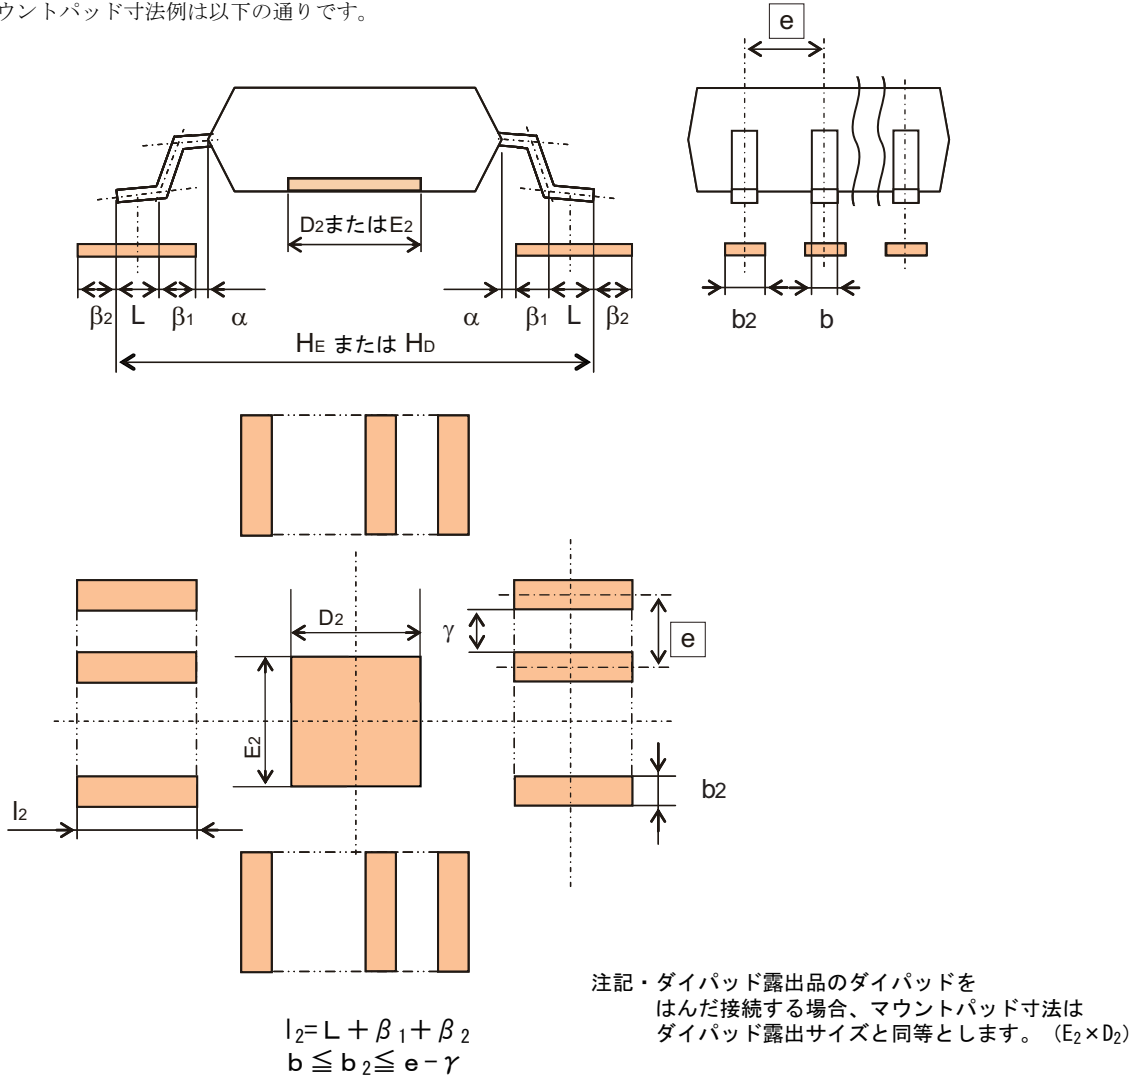 ウントパッド寸法例は以下の通りです。
e
D2またはE2
β2 L β1 α
α β1 L β2
b2 b
HE または HD
D2
γ
e
E2
b2
l2
注記・ダイパッド露出品のダイパッドを
はんだ接続する場合、マウントパッド寸法は
ダイパッド露出サイズと同等とします。（E2×D2）
l2=L＋β1＋β2
b≦b2≦e-γ